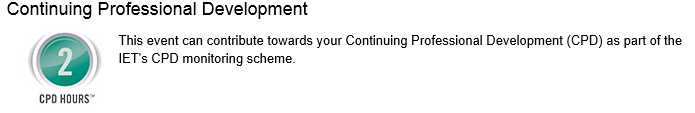 Continuing Professional Development
2
CPD HOURS™
This event can contribute towards your Continuing Professional Development (CPD) as part of the
IET's CPD monitoring scheme.